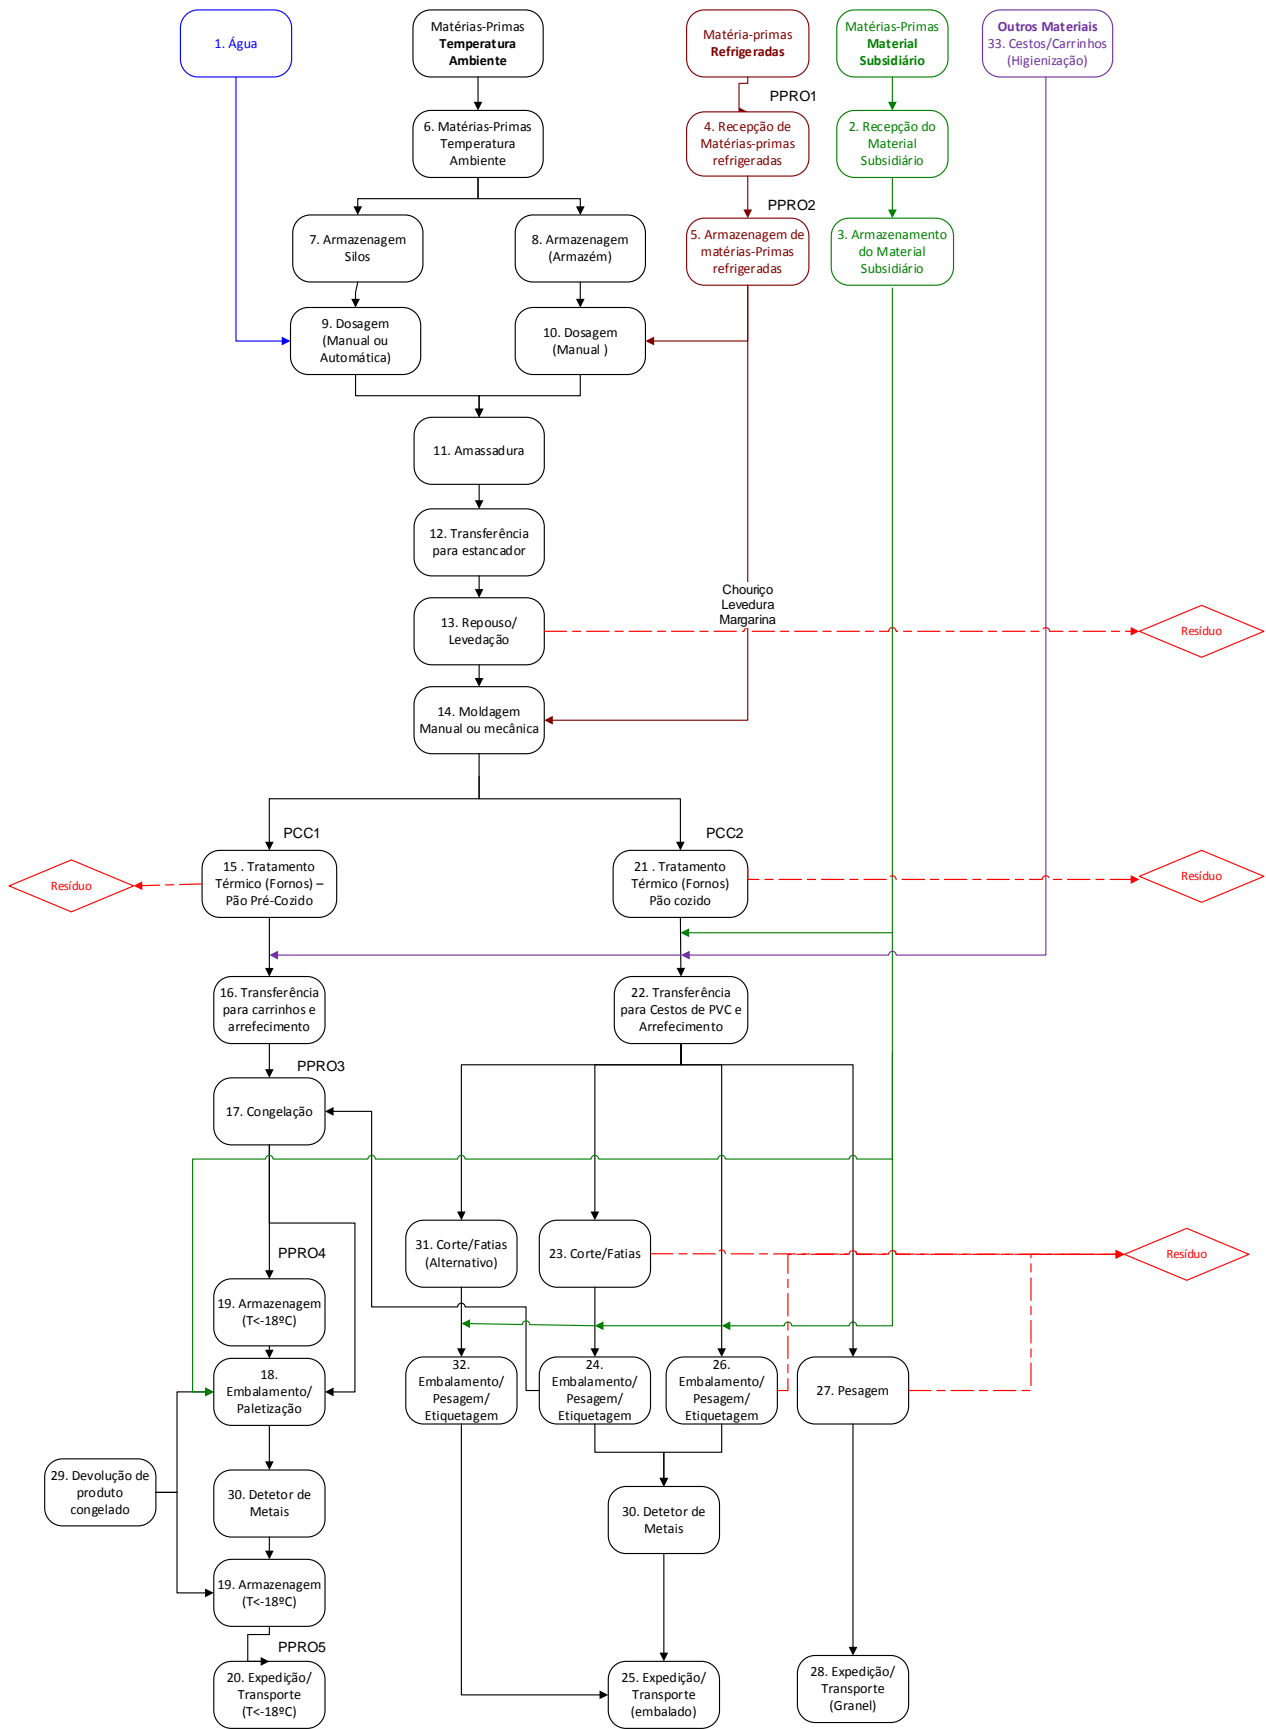 1. Água
Matérias-Primas
Temperatura
Ambiente
Matéria-primas
Refrigeradas
Matérias-Primas
Material
Subsidiário
Outros Materiais
33. Cestos/Carrinhos
(Higienização)
PPRO1
6. Matérias-Primas
Temperatura
Ambiente
4. Recepção de
Matérias-primas
refrigeradas
2. Recepção do
Material
Subsidiário
PPRO2
7. Armazenagem
Silos
8. Armazenagem
(Armazém)
5. Armazenagem de
matérias-Primas
refrigeradas
3. Armazenamento
do Material
Subsidiário
9. Dosagem
(Manual ou
Automática)
10. Dosagem
(Manual )
11. Amassadura
12. Transferência
para estancador
Chouriço
Levedura
Margarina
13. Repouso/
Levedação
Resíduo
14. Moldagem
Manual ou mecânica
PCC1
PCC2
Resíduo
15 . Tratamento
Térmico (Fornos) –
Pão Pré-Cozido
21 . Tratamento
Térmico (Fornos)
Pão cozido
Resíduo
16. Transferência
para carrinhos e
arrefecimento
22. Transferência
para Cestos de PVC e
Arrefecimento
PPRO3
17. Congelação
31. Corte/Fatias
(Alternativo)
23. Corte/Fatias
Resíduo
PPRO4
19. Armazenagem
(T<-18ºC)
18.
Embalamento/
Paletização
32.
Embalamento/
Pesagem/
Etiquetagem
24.
Embalamento/
Pesagem/
Etiquetagem
26.
Embalamento/
Pesagem/
Etiquetagem
27. Pesagem
29. Devolução de
produto
congelado
30. Detetor de
Metais
30. Detetor de
Metais
19. Armazenagem
(T<-18ºC)
PPRO5
20. Expedição/
Transporte
(T<-18ºC)
25. Expedição/
Transporte
(embalado)
28. Expedição/
Transporte
(Granel)